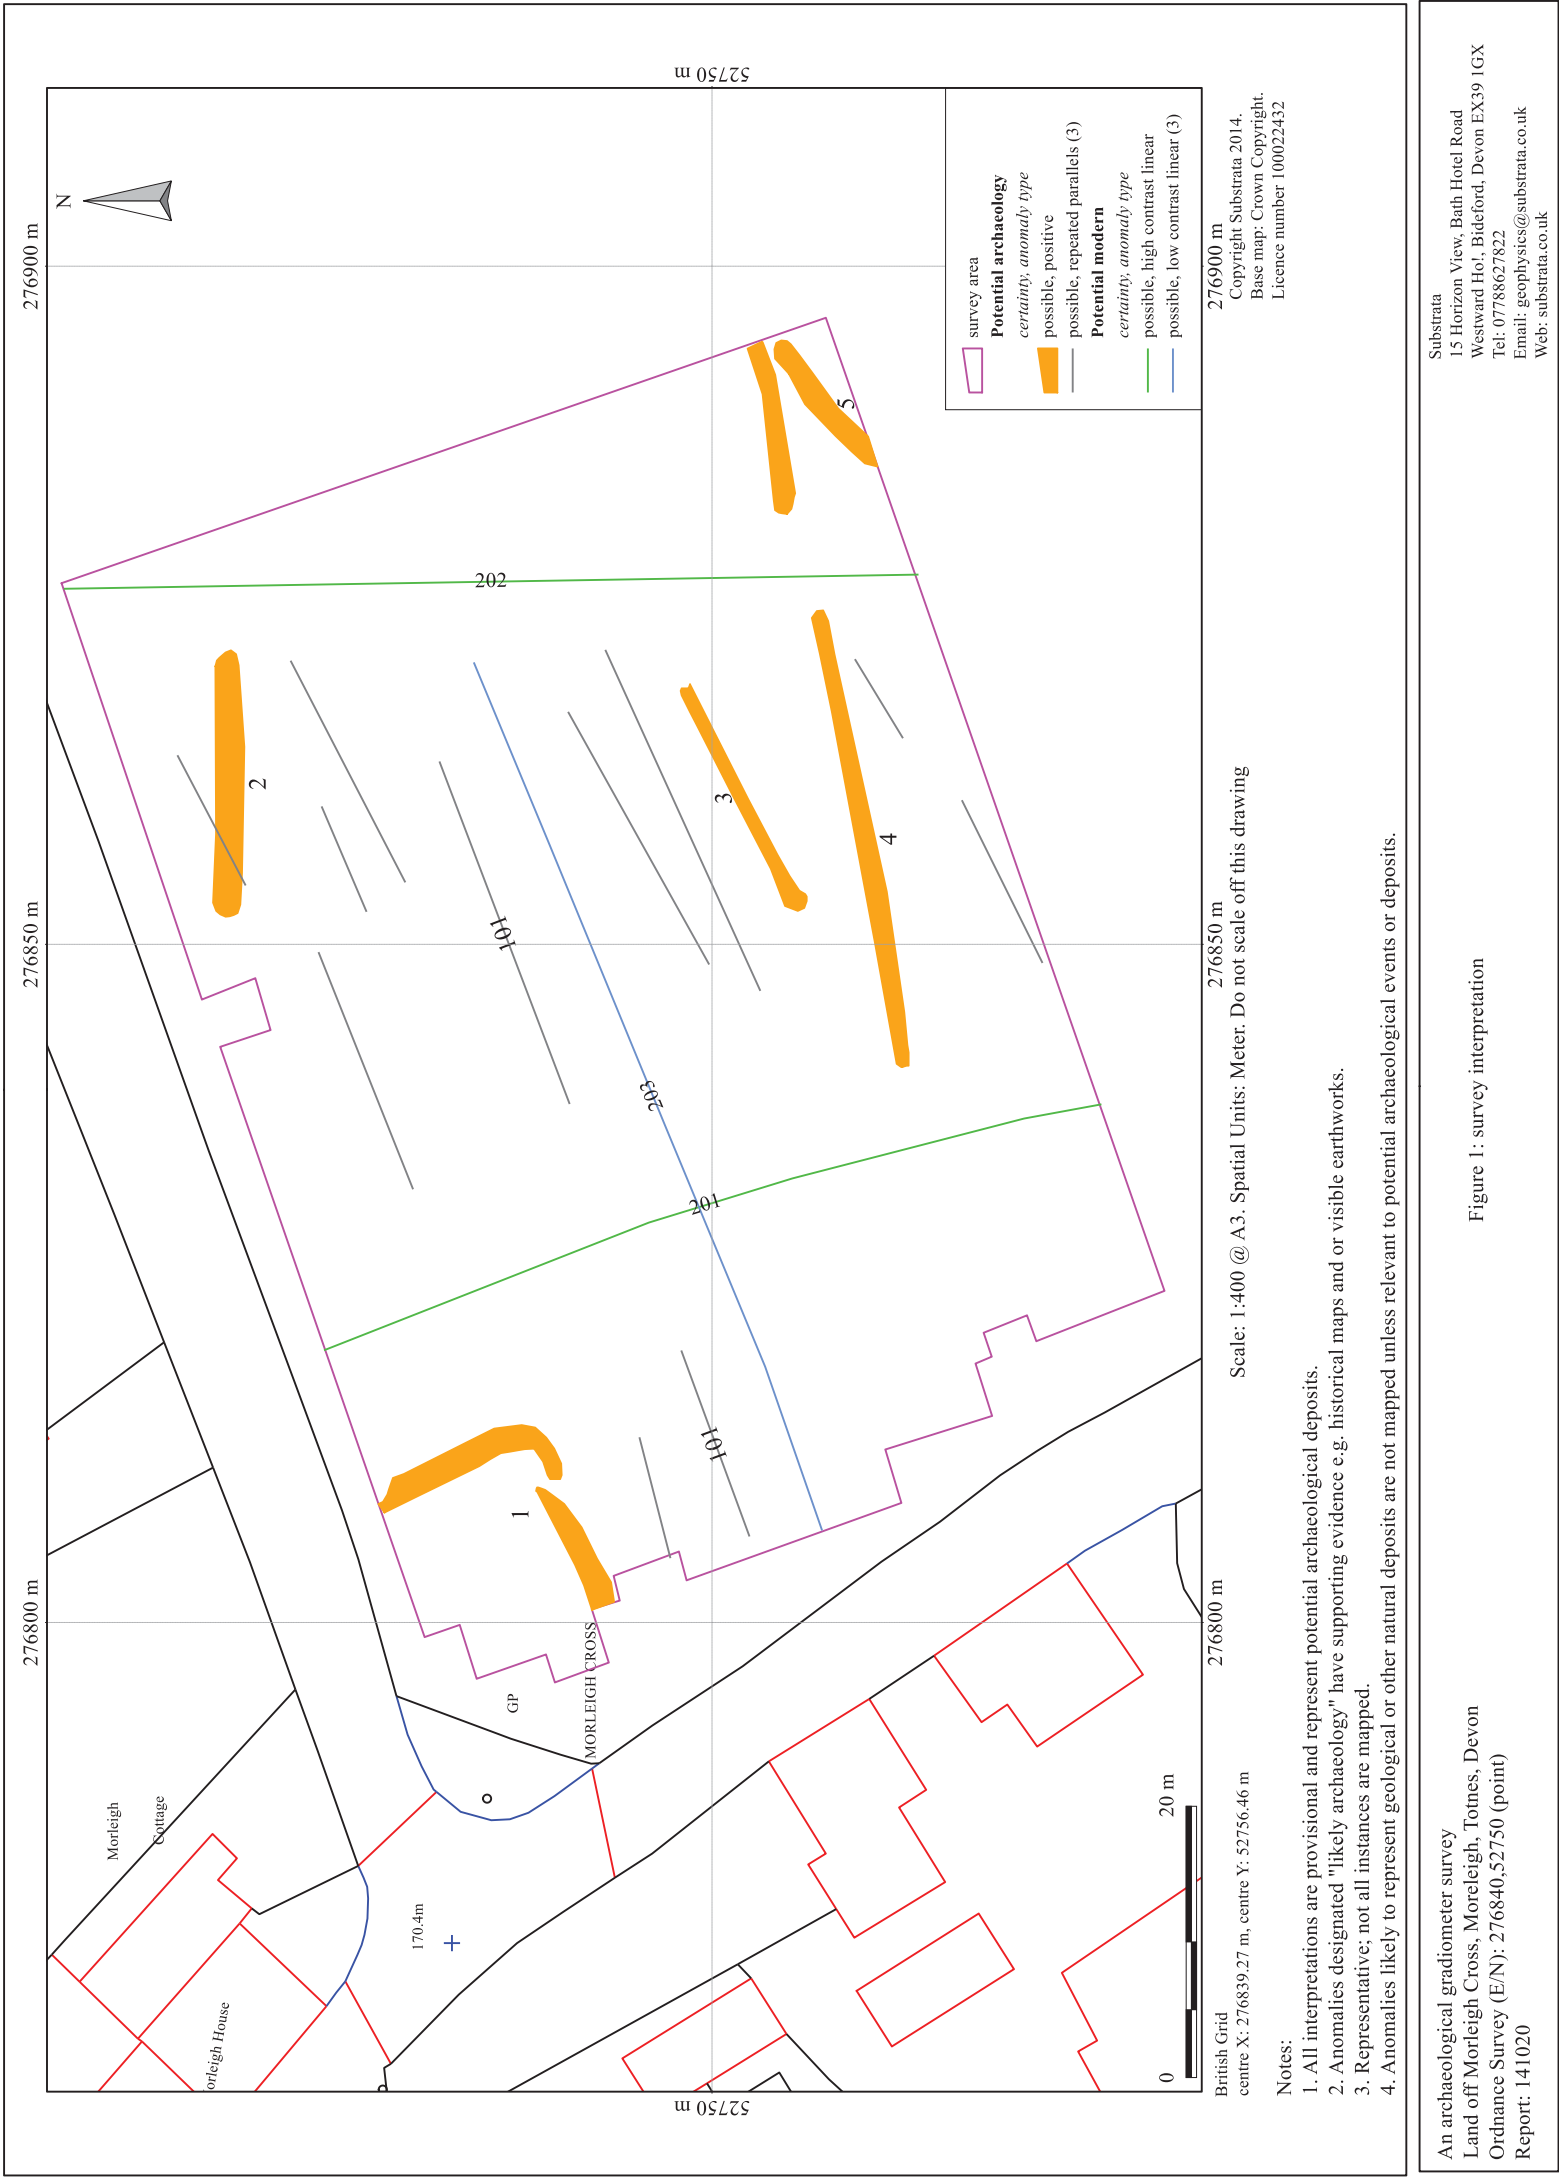 276800 m
276850 m
276900 m
N
52750 m
52750 m
Morleigh
Cottage
orleigh House
170.4m
GP
MORLEIGH CROSS
1
2
3
4
5
101
101
201
202
203
survey area
Potential archaeology
certainty, anomaly type
possible, positive
possible, repeated parallels (3)
Potential modern
certainty, anomaly type
possible, high contrast linear
possible, low contrast linear (3)
0
20 m
276800 m
276850 m
276900 m
British Grid
centre X: 276839.27 m, centre Y: 52756.46 m
Scale: 1:400 @ A3. Spatial Units: Meter. Do not scale off this drawing
Copyright Substrata 2014.
Base map: Crown Copyright.
Licence number 100022432
Notes:
1. All interpretations are provisional and represent potential archaeological deposits.
2. Anomalies designated "likely archaeology" have supporting evidence e.g. historical maps and or visible earthworks.
3. Representative; not all instances are mapped.
4. Anomalies likely to represent geological or other natural deposits are not mapped unless relevant to potential archaeological events or deposits.
An archaeological gradiometer survey
Land off Morleigh Cross, Moreleigh, Totnes, Devon
Ordnance Survey (E/N): 276840,52750 (point)
Report: 141020
Figure 1: survey interpretation
Substrata
15 Horizon View, Bath Hotel Road
Westward Ho!, Bideford, Devon EX39 1GX
Tel: 07788627822
Email: geophysics@substrata.co.uk
Web: substrata.co.uk